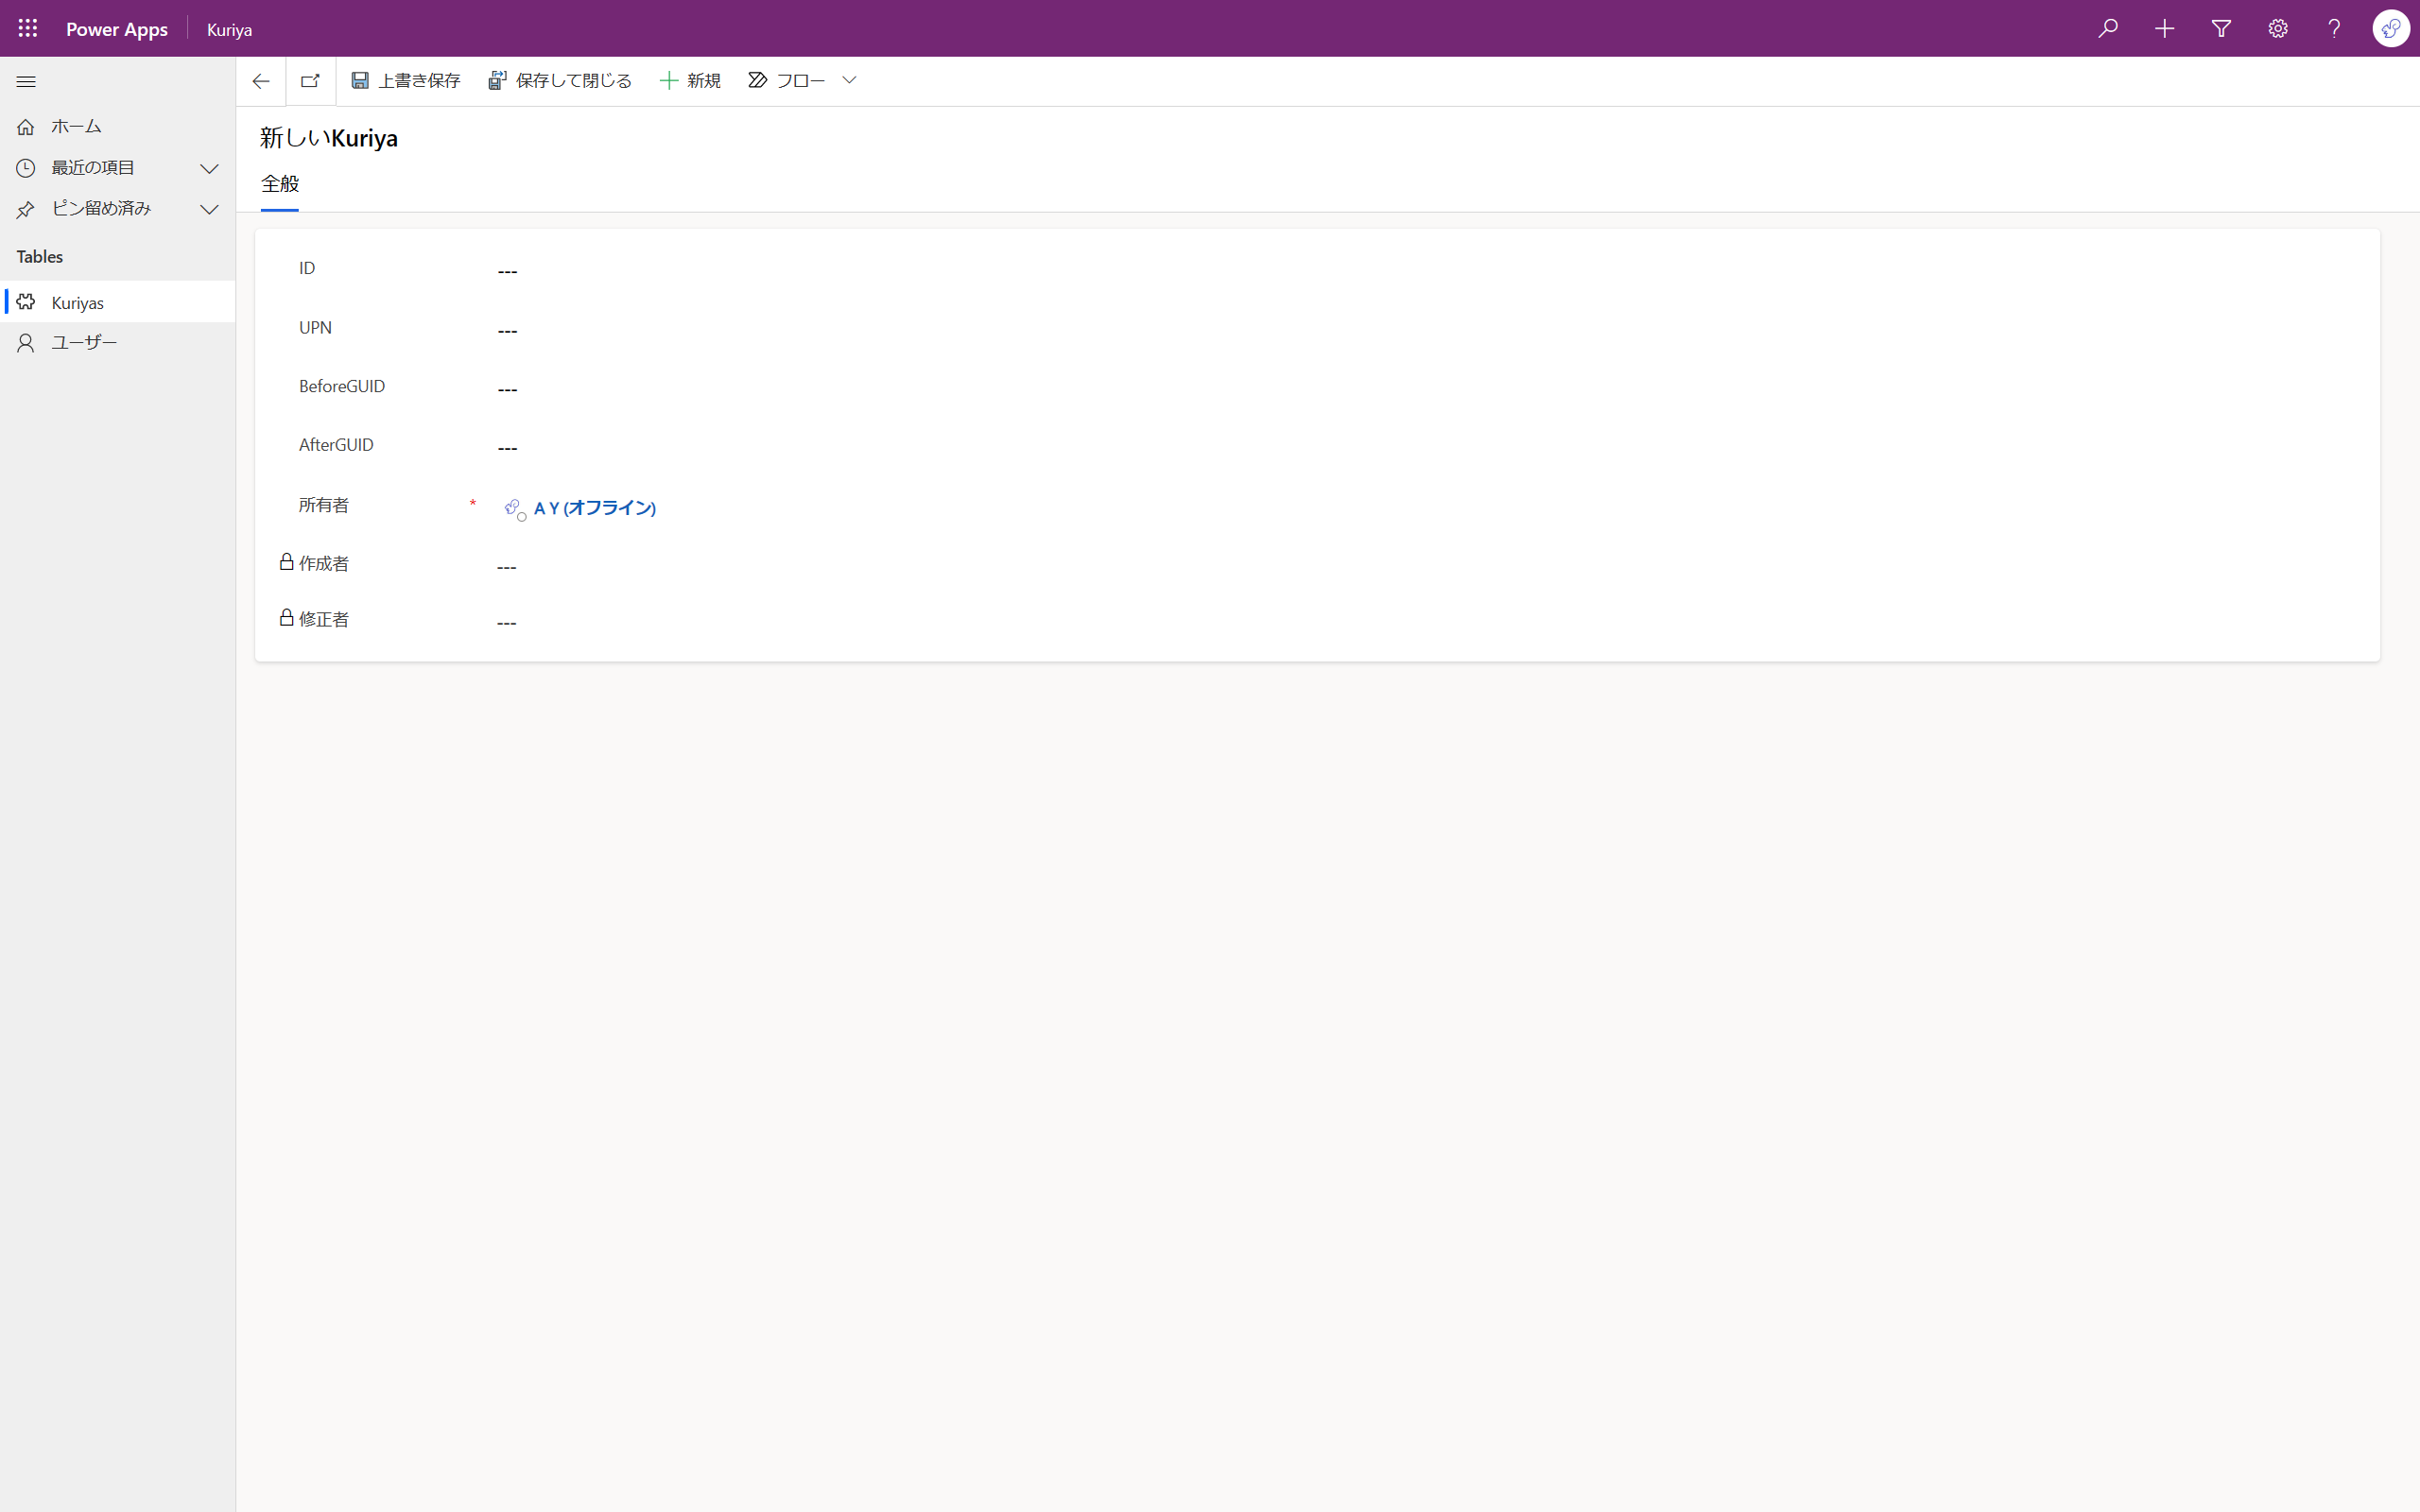 Power Apps
Kuriya
上書き保存
保存して閉じる
新規
フロー
ホーム
最近の項目
ピン留め済み
Tables
Kuriyas
ユーザー
新しいKuriya
全般
ID ---
UPN ---
BeforeGUID ---
AfterGUID ---
所有者 * A Y (オフライン)
作成者 ---
修正者 ---